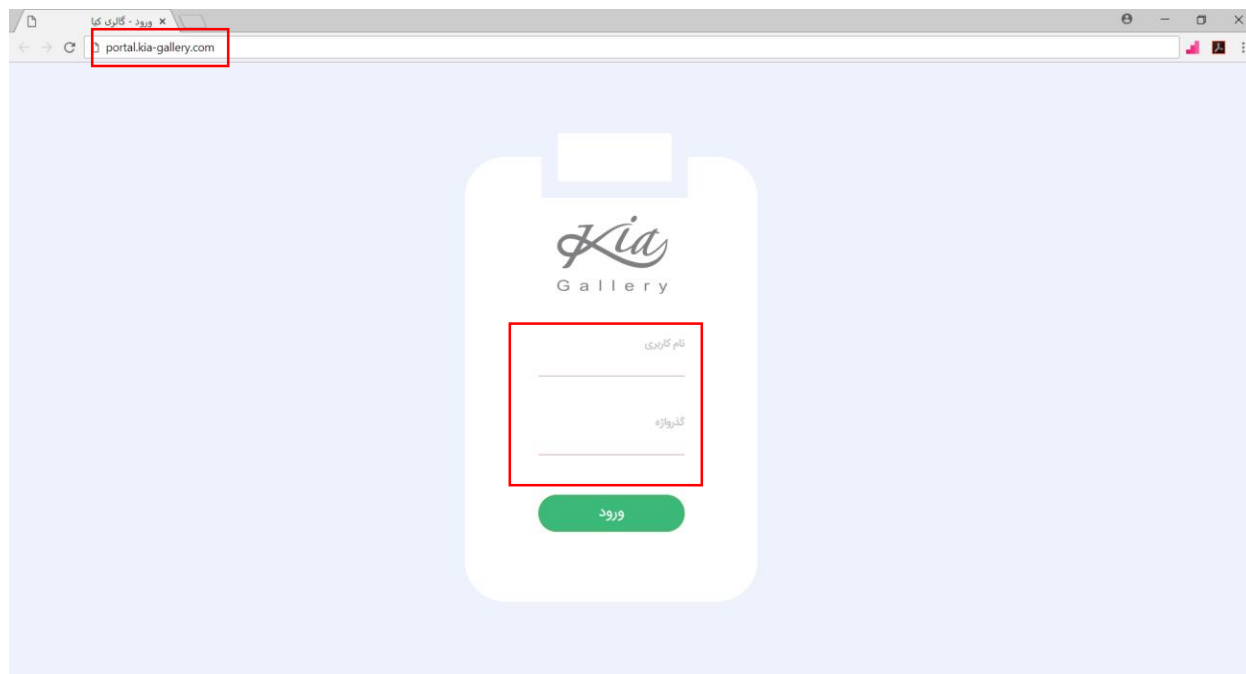 ورود - گالری کیا
portal.kia-gallery.com
Kia
Gallery
نام کاربری
گذرواژه
ورود